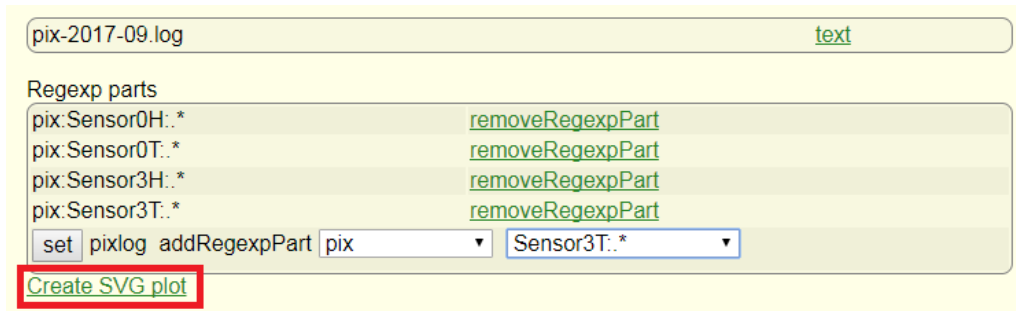 pix-2017-09.log text
Regexp parts
pix:Sensor0H:.* removeRegexpPart
pix:Sensor0T:.* removeRegexpPart
pix:Sensor3H:.* removeRegexpPart
pix:Sensor3T:.* removeRegexpPart
set pixlog addRegexpPart pix Sensor3T:.*
Create SVG plot